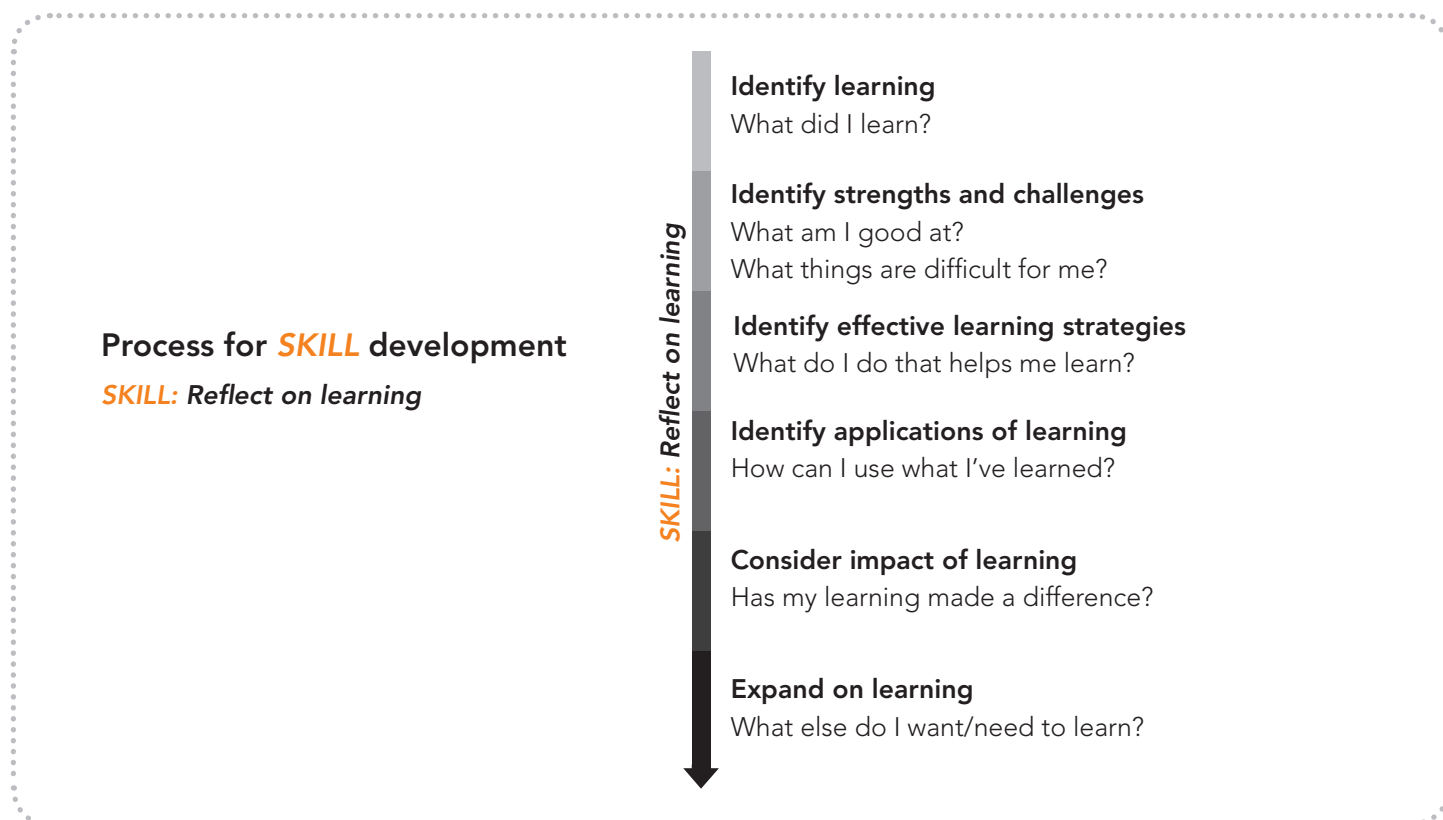 Process for SKILL development
SKILL: Reflect on learning
SKILL: Reflect on learning
Identify learning
What did I learn?
Identify strengths and challenges
What am I good at?
What things are difficult for me?
Identify effective learning strategies
What do I do that helps me learn?
Identify applications of learning
How can I use what I’ve learned?
Consider impact of learning
Has my learning made a difference?
Expand on learning
What else do I want/need to learn?